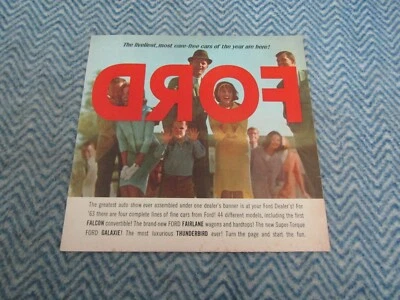 The liveliest, most care-free cars of the year are here!
FORD
The greatest auto show ever assembled under one dealer's banner is at your Ford Dealer's! For
'63 there are four complete lines of fine cars from Ford! 44 different models, including the first
FALCON convertible! The brand-new FORD FAIRLANE wagons and hardtops! The new Super-Torque
FORD GALAXIE! The most luxurious THUNDERBIRD ever! Turn the page and start the fun.